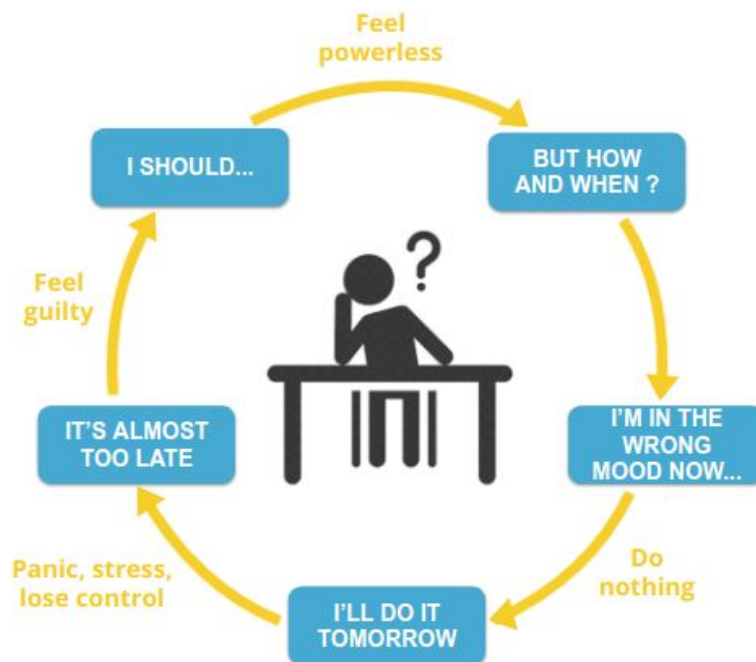 Feel
powerless
I SHOULD...
BUT HOW
AND WHEN ?
?
Feel
guilty
IT'S ALMOST
TOO LATE
I'M IN THE
WRONG
MOOD NOW...
Panic, stress,
lose control
Do
nothing
I'LL DO IT
TOMORROW